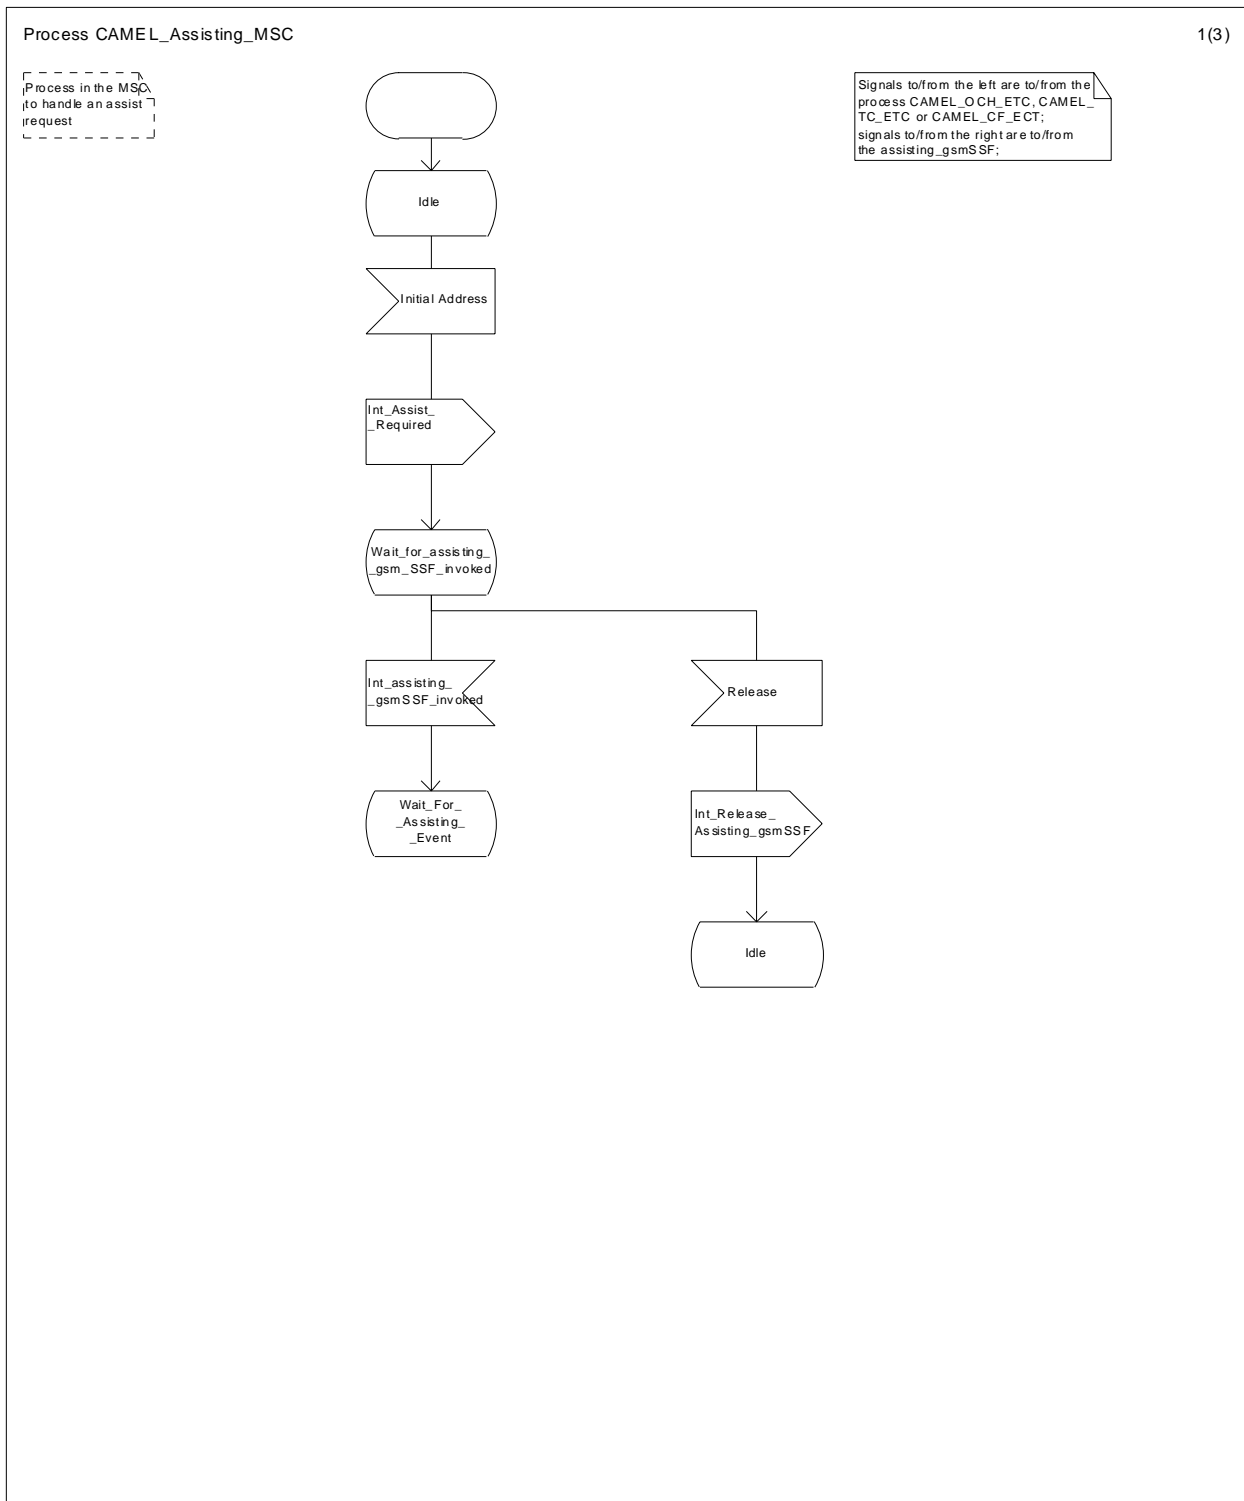 Process CAMEL_Assisting_MSC
1(3)
Process in the MSC
to handle an assist
request
Signals to/from the left are to/from the
process CAMEL_OCH_ETC, CAMEL_
TC_ETC or CAMEL_CF_ECT;
signals to/from the right are to/from
the assisting_gsmSSF;
Idle
Initial Address
Int_Assist_
_Required
Wait_for_assisting_
_gsm_SSF_invoked
Int_assisting_
_gsmSSF_invoked
Release
Wait_For_
_Assisting_
_Event
Int_Release_
Assisting_gsmSSF
Idle